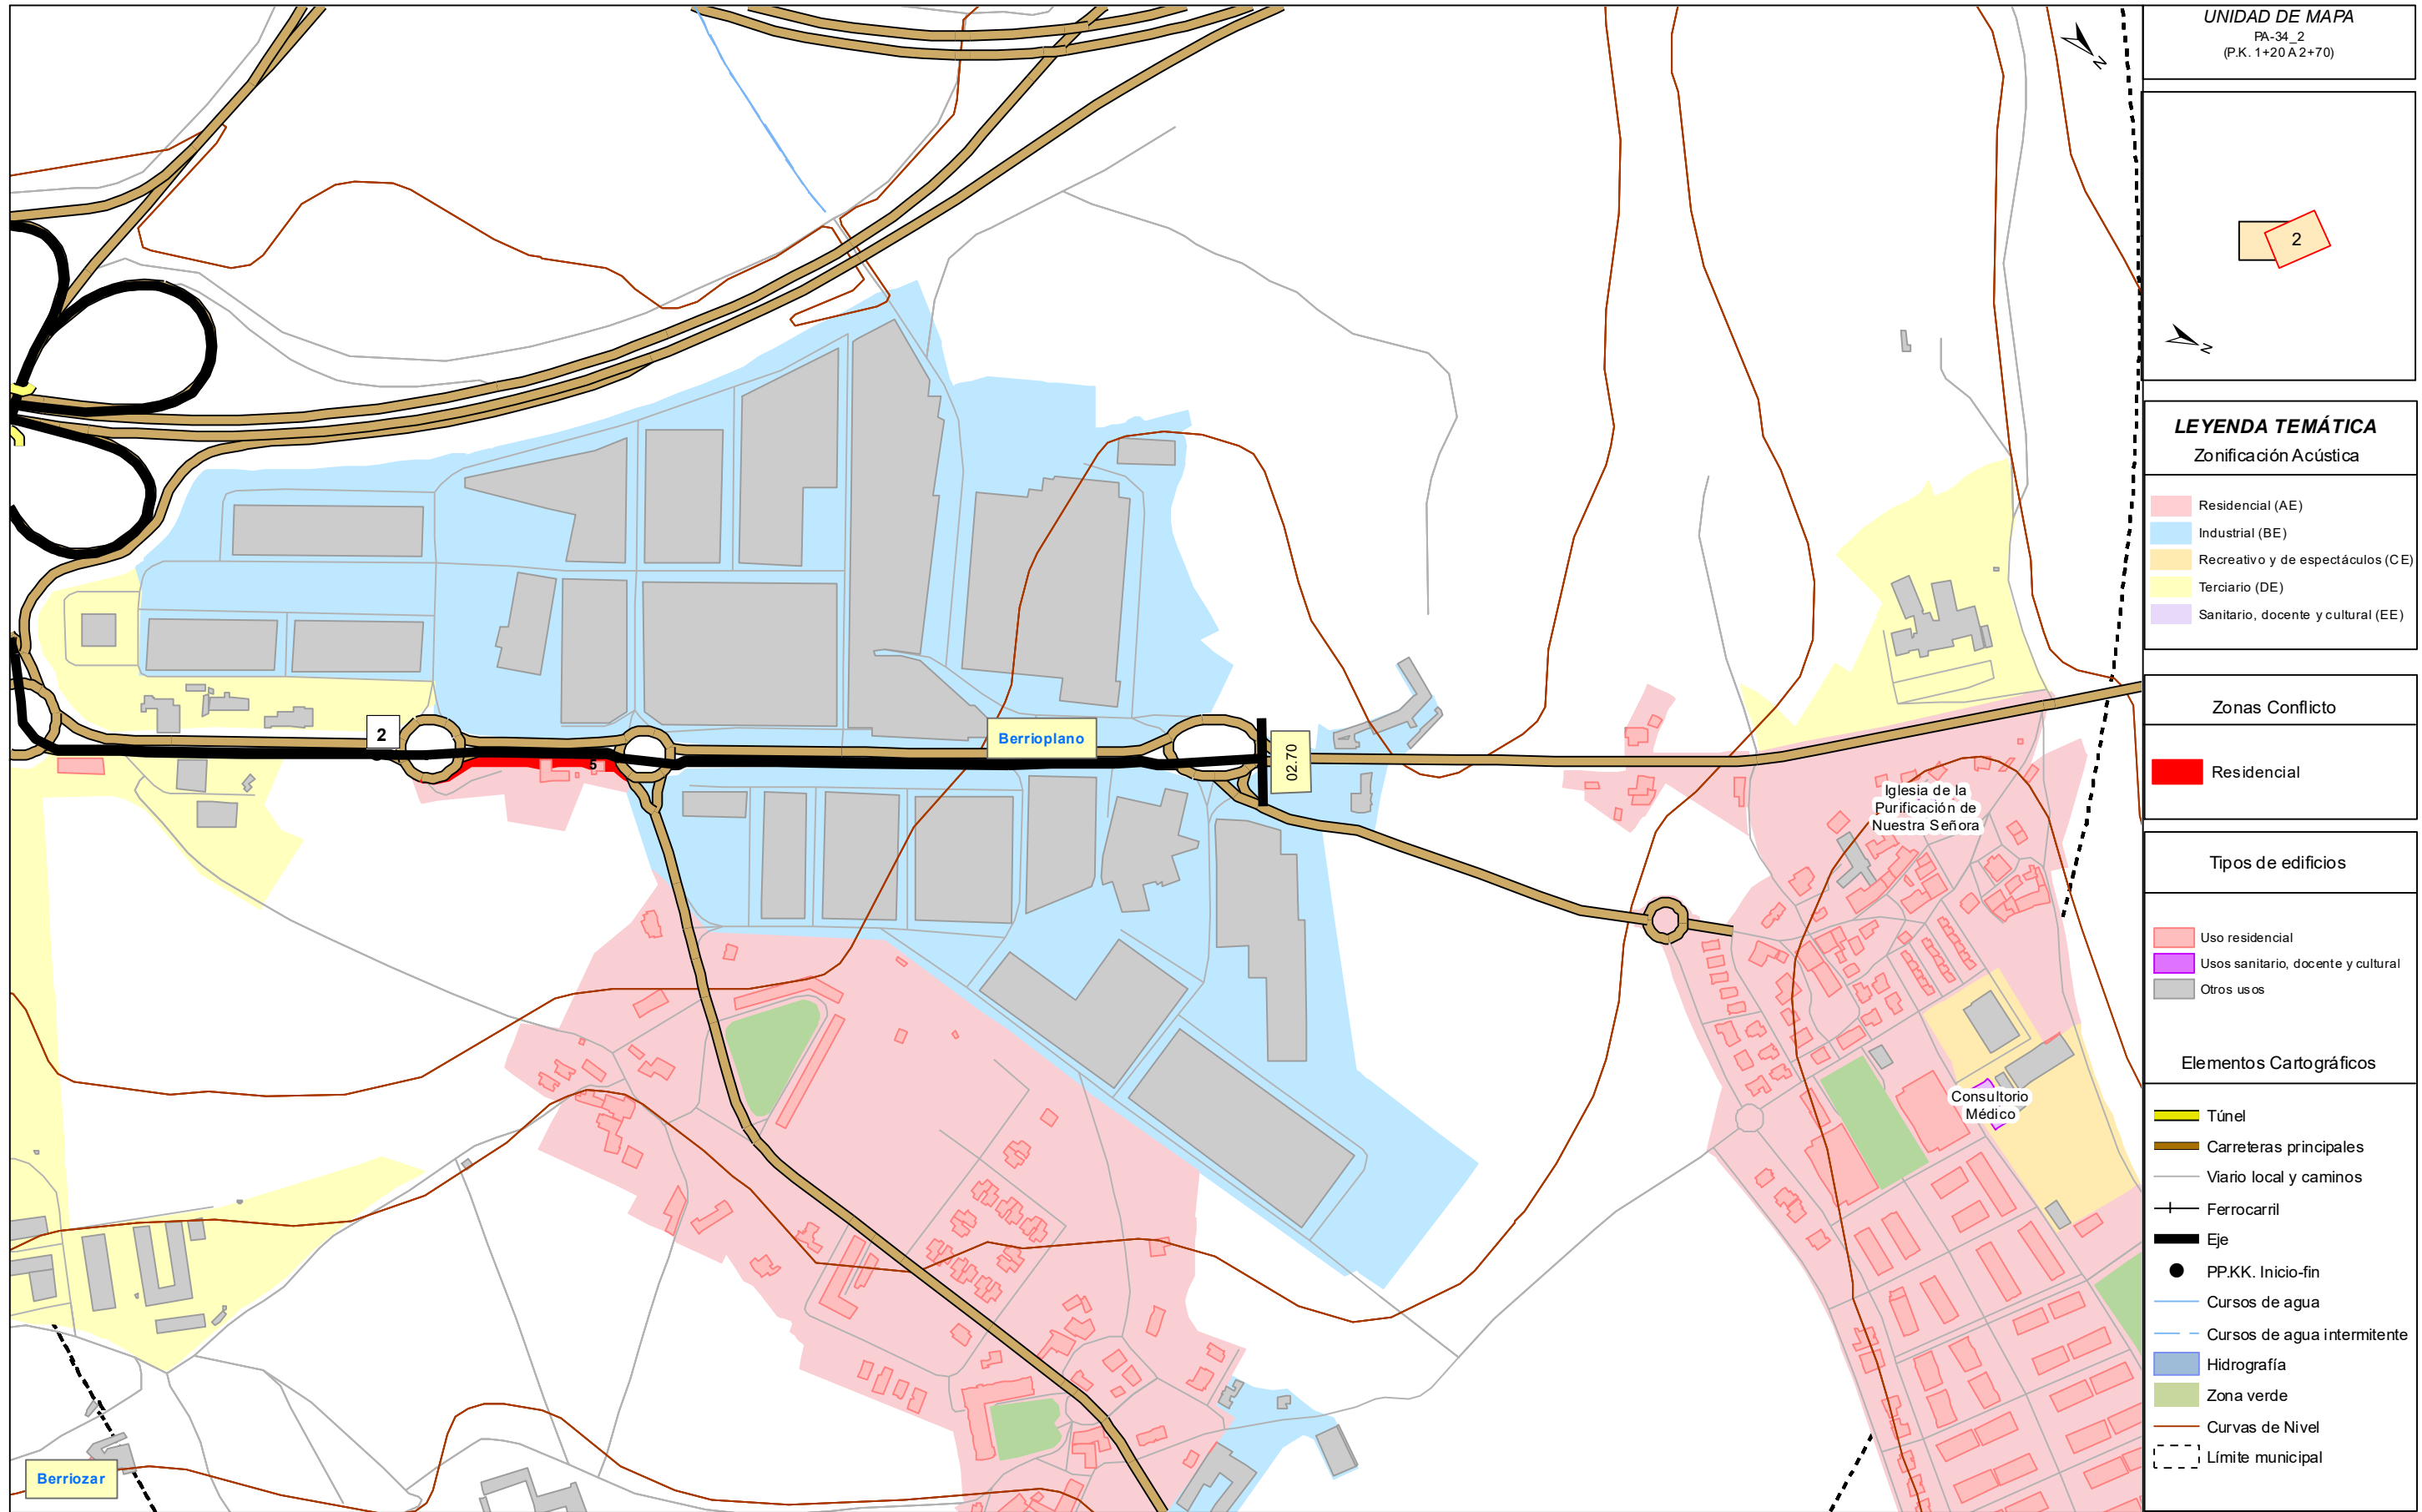 UNIDAD DE MAPA
PA-34_2
(P.K. 1+20 A 2+70)
N
2
N
LEYENDA TEMÁTICA
Zonificación Acústica
Residencial (AE)
Industrial (BE)
Recreativo y de espectáculos (CE)
Terciario (DE)
Sanitario, docente y cultural (EE)
Zonas Conflicto
Residencial
Tipos de edificios
Uso residencial
Usos sanitario, docente y cultural
Otros usos
Elementos Cartográficos
Túnel
Carreteras principales
Viario local y caminos
Ferrocarril
Eje
PP.KK. Inicio-fin
Cursos de agua
Cursos de agua intermitente
Hidrografía
Zona verde
Curvas de Nivel
Límite municipal
2
5
Berrioplano
02.70
Iglesia de la
Purificación de
Nuestra Señora
Consultorio
Médico
Berriozar